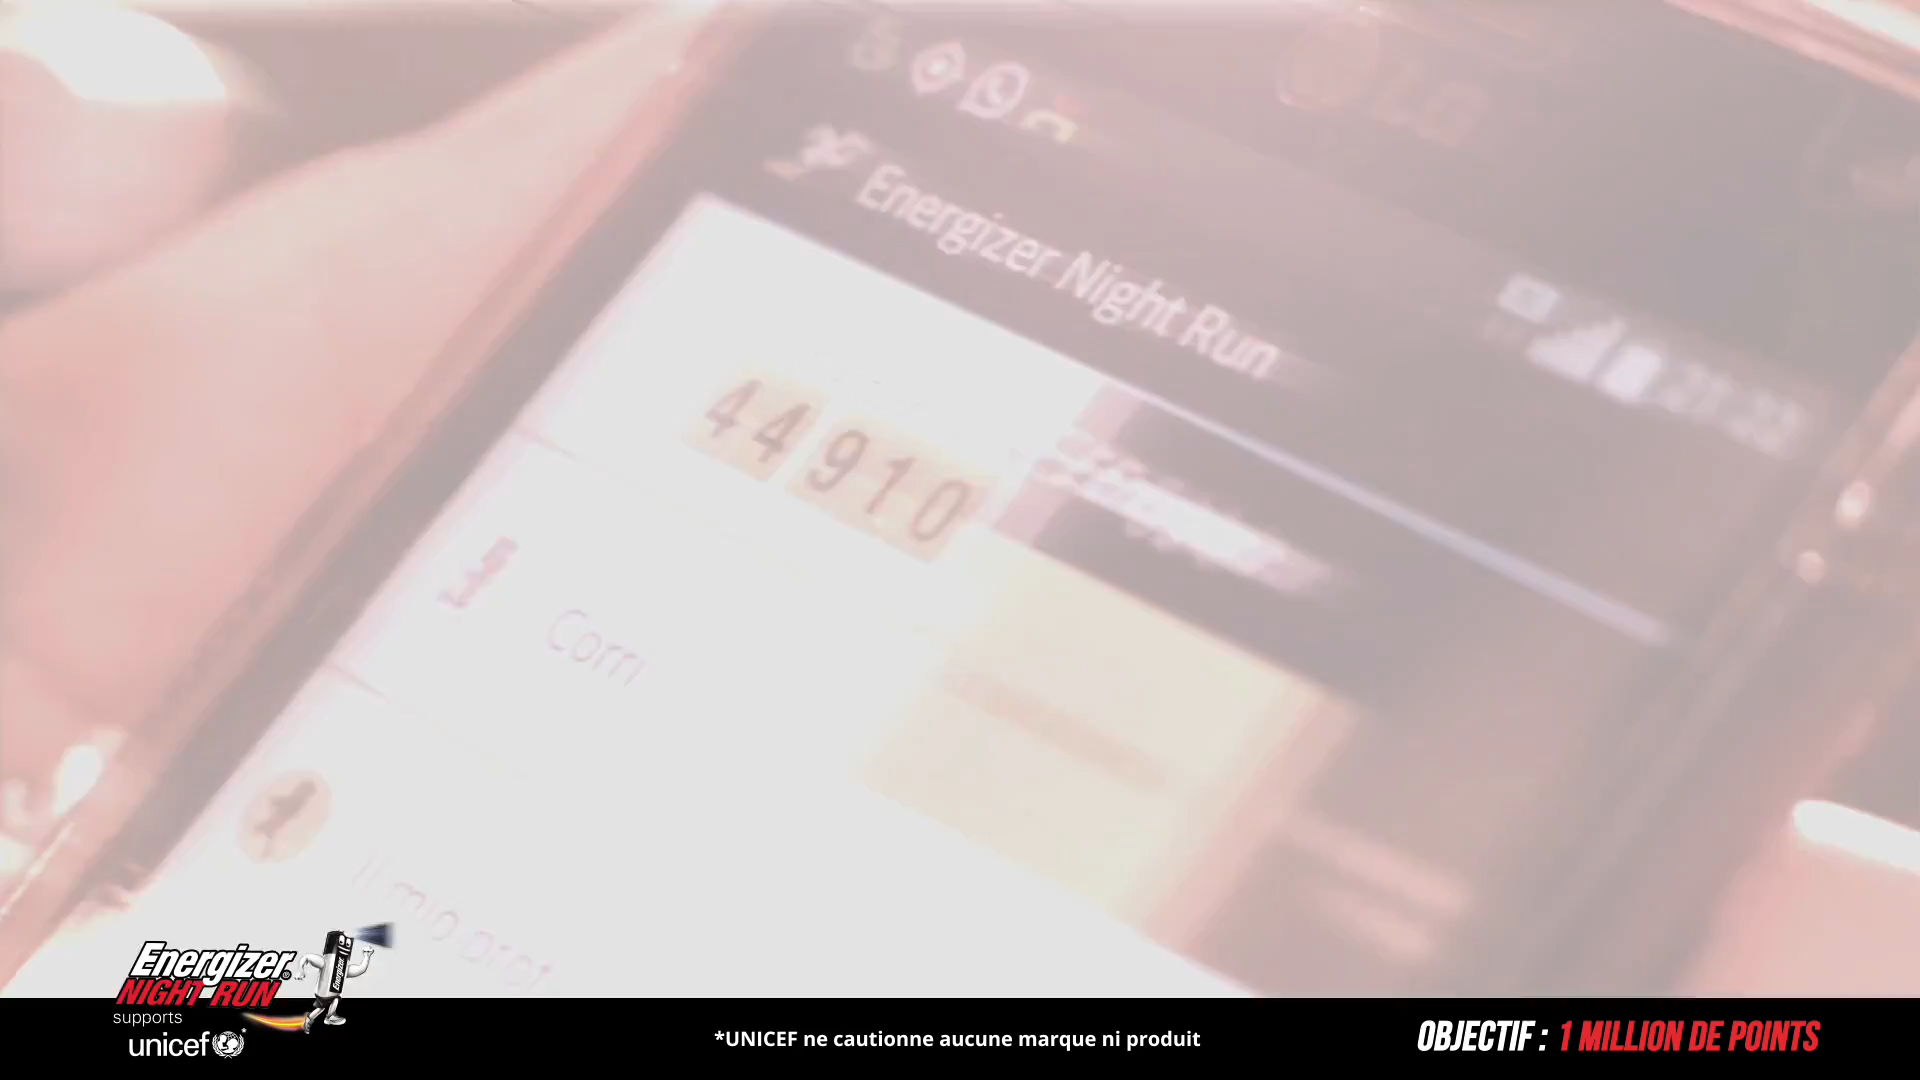 LG
Energizer Night Run
44910
Corri
Energizer
NIGHT RUN
supports
unicef
*UNICEF ne cautionne aucune marque ni produit
OBJECTIF : 1 MILLION DE POINTS